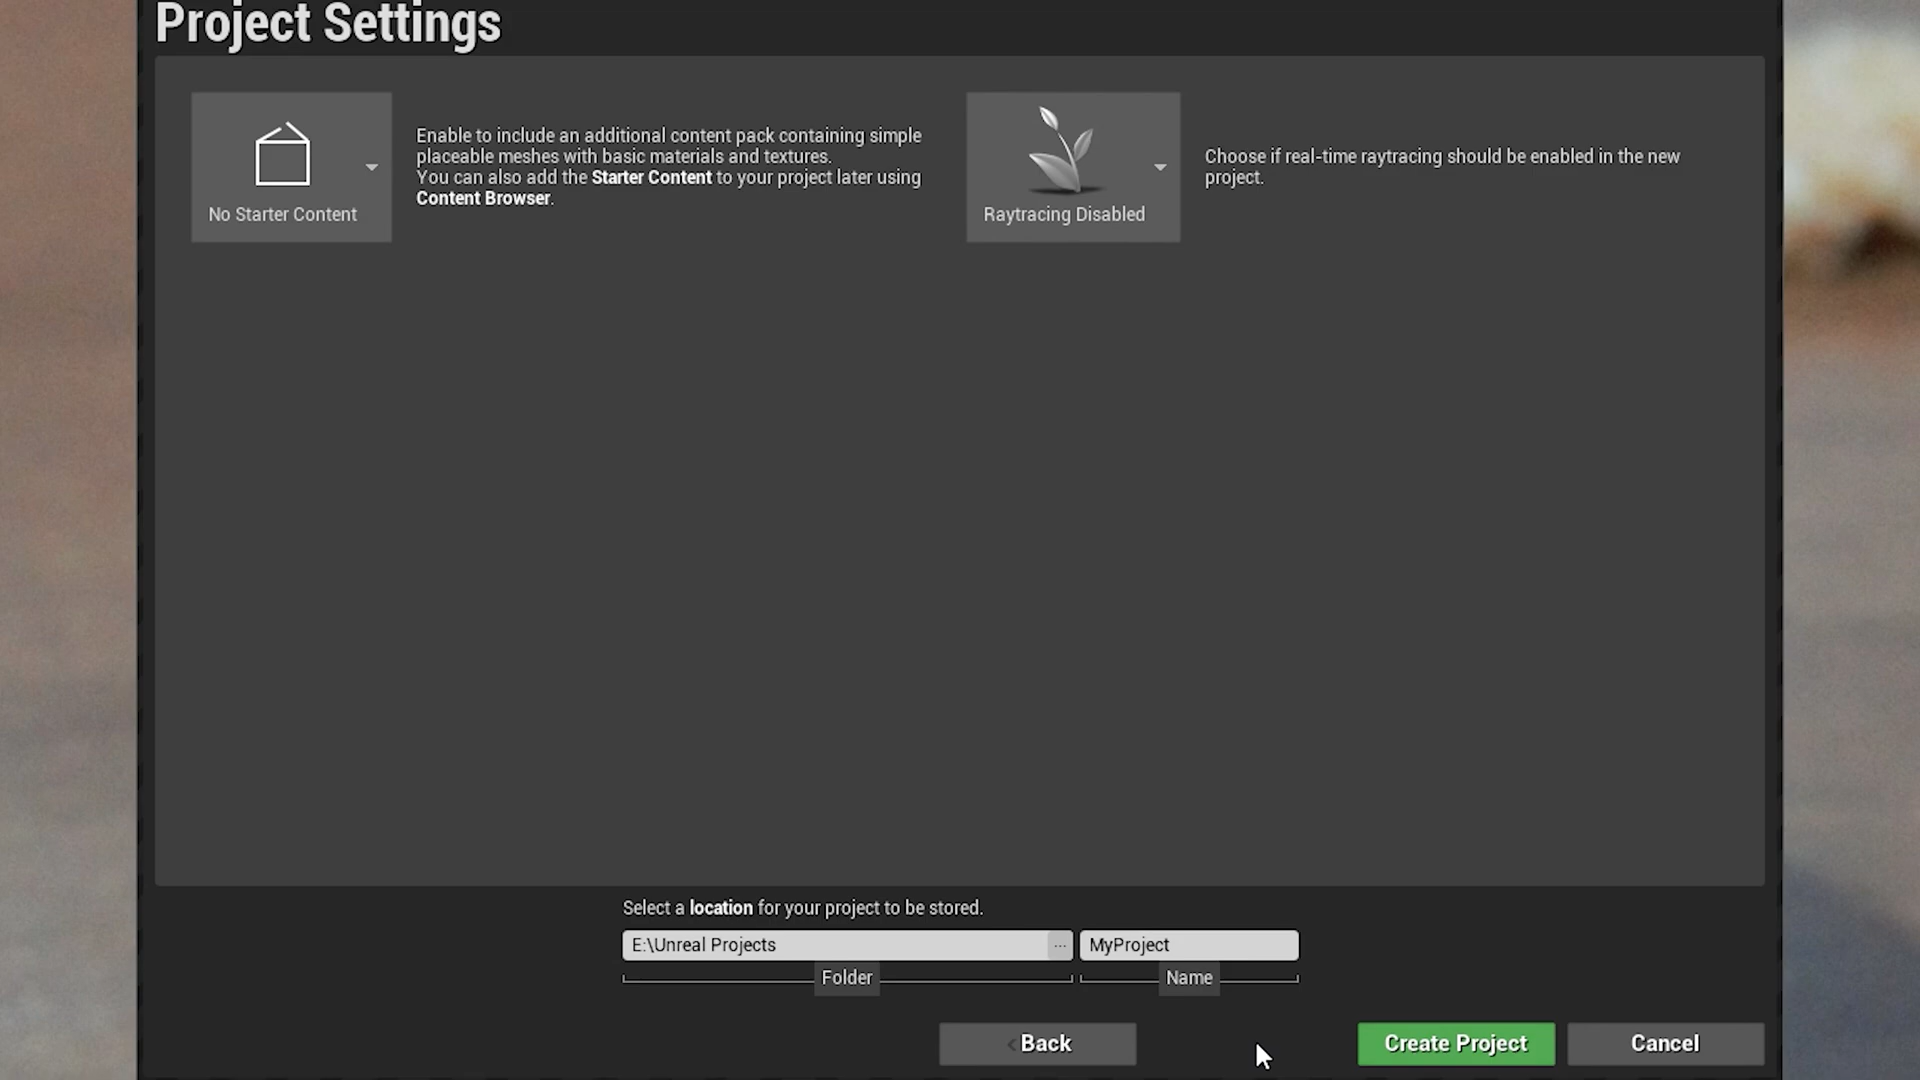 Project Settings
Enable to include an additional content pack containing simple
placeable meshes with basic materials and textures.
You can also add the Starter Content to your project later using
Content Browser.
No Starter Content
Choose if real-time raytracing should be enabled in the new
project.
Raytracing Disabled
Select a location for your project to be stored.
E:\Unreal Projects ... MyProject
Folder Name
< Back Create Project Cancel